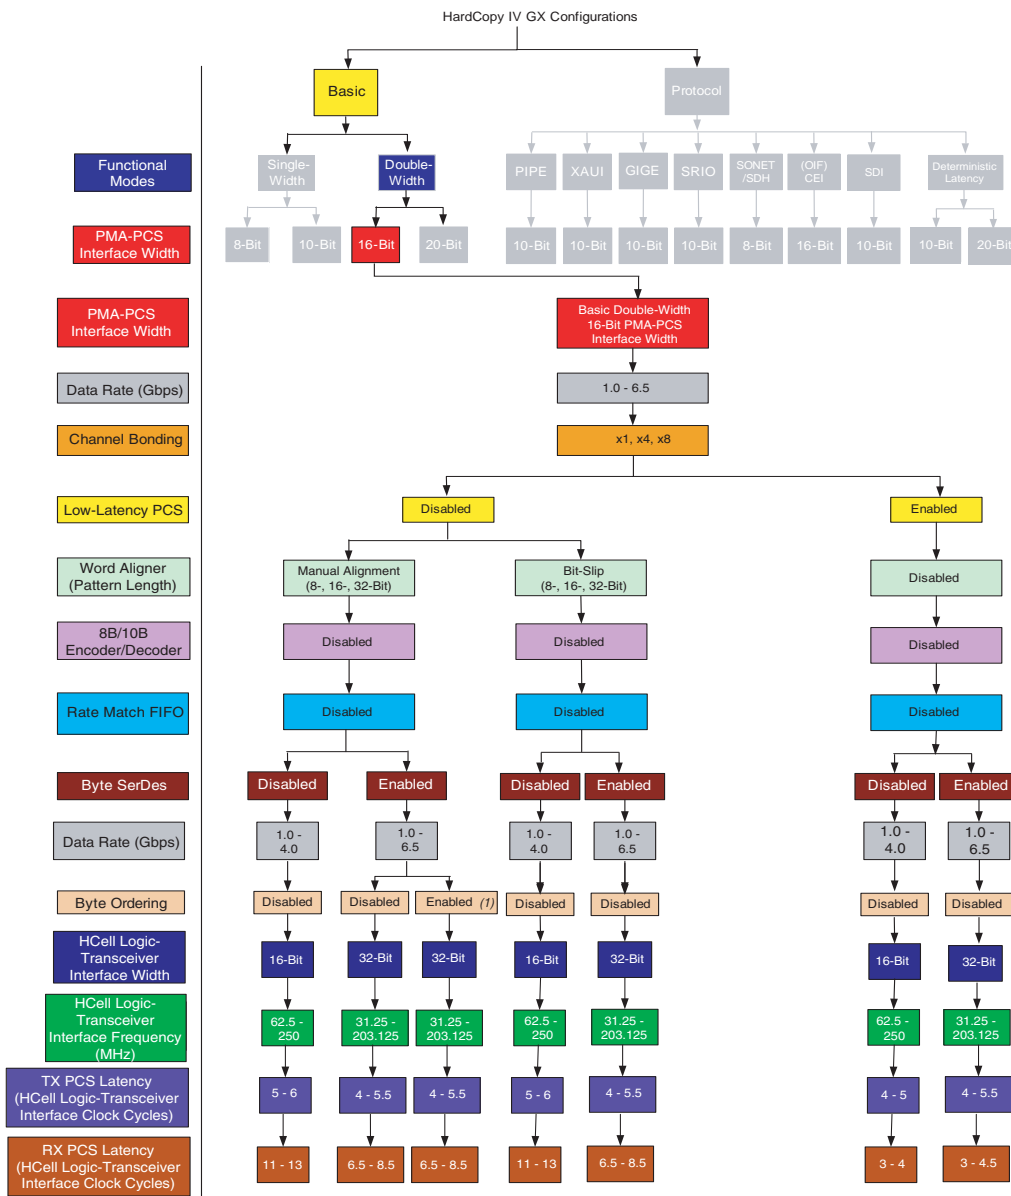 HardCopy IV GX Configurations
Basic
Protocol
Functional
Modes
Single-
Width
Double-
Width
PIPE
XAUI
GIGE
SRIO
SONET
/SDH
(OIF)
CEI
SDI
Deterministic
Latency
PMA-PCS
Interface Width
8-Bit
10-Bit
16-Bit
20-Bit
10-Bit
10-Bit
10-Bit
10-Bit
8-Bit
16-Bit
10-Bit
10-Bit
20-Bit
PMA-PCS
Interface Width
Basic Double-Width
16-Bit PMA-PCS
Interface Width
Data Rate (Gbps)
1.0 - 6.5
Channel Bonding
x1, x4, x8
Low-Latency PCS
Disabled
Enabled
Word Aligner
(Pattern Length)
Manual Alignment
(8-, 16-, 32-Bit)
Bit-Slip
(8-, 16-, 32-Bit)
Disabled
8B/10B
Encoder/Decoder
Disabled
Disabled
Disabled
Rate Match FIFO
Disabled
Disabled
Disabled
Byte SerDes
Disabled
Enabled
Disabled
Enabled
Disabled
Enabled
Data Rate (Gbps)
1.0 -
4.0
1.0 -
6.5
1.0 -
4.0
1.0 -
6.5
1.0 -
4.0
1.0 -
6.5
Byte Ordering
Disabled
Disabled
Enabled (1)
Disabled
Disabled
Disabled
Disabled
HCell Logic-
Transceiver
Interface Width
16-Bit
32-Bit
32-Bit
16-Bit
32-Bit
16-Bit
32-Bit
HCell Logic-
Transceiver
Interface Frequency
(MHz)
62.5 -
250
31.25 -
203.125
31.25 -
203.125
62.5 -
250
31.25 -
203.125
62.5 -
250
31.25 -
203.125
TX PCS Latency
(HCell Logic-Transceiver
Interface Clock Cycles)
5 - 6
4 - 5.5
4 - 5.5
5 - 6
4 - 5.5
4 - 5
4 - 5.5
RX PCS Latency
(HCell Logic-Transceiver
Interface Clock Cycles)
11 - 13
6.5 - 8.5
6.5 - 8.5
11 - 13
6.5 - 8.5
3 - 4
3 - 4.5